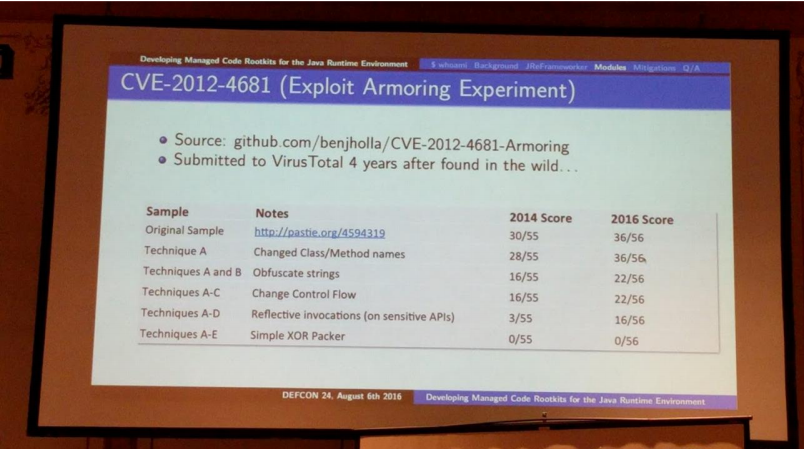 Developing Managed Code Rootkits for the Java Runtime Environment $ whoami Background JReFrameworker Modules Mitigations Q/A
CVE-2012-4681 (Exploit Armoring Experiment)
Source: github.com/benjholla/CVE-2012-4681-Armoring
Submitted to VirusTotal 4 years after found in the wild...
Sample Notes 2014 Score 2016 Score
Original Sample http://pastie.org/4594319 30/55 36/56
Technique A Changed Class/Method names 28/55 36/56
Techniques A and B Obfuscate strings 16/55 22/56
Techniques A-C Change Control Flow 16/55 22/56
Techniques A-D Reflective invocations (on sensitive APIs) 3/55 16/56
Techniques A-E Simple XOR Packer 0/55 0/56
DEFCON 24, August 6th 2016 Developing Managed Code Rootkits for the Java Runtime Environment